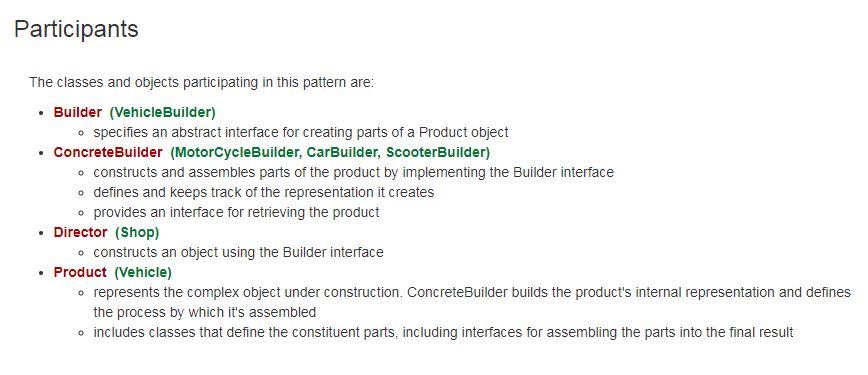 Participants
The classes and objects participating in this pattern are:
• Builder (VehicleBuilder)
◦ specifies an abstract interface for creating parts of a Product object
• ConcreteBuilder (MotorCycleBuilder, CarBuilder, ScooterBuilder)
◦ constructs and assembles parts of the product by implementing the Builder interface
◦ defines and keeps track of the representation it creates
◦ provides an interface for retrieving the product
• Director (Shop)
◦ constructs an object using the Builder interface
• Product (Vehicle)
◦ represents the complex object under construction. ConcreteBuilder builds the product's internal representation and defines
the process by which it's assembled
◦ includes classes that define the constituent parts, including interfaces for assembling the parts into the final result